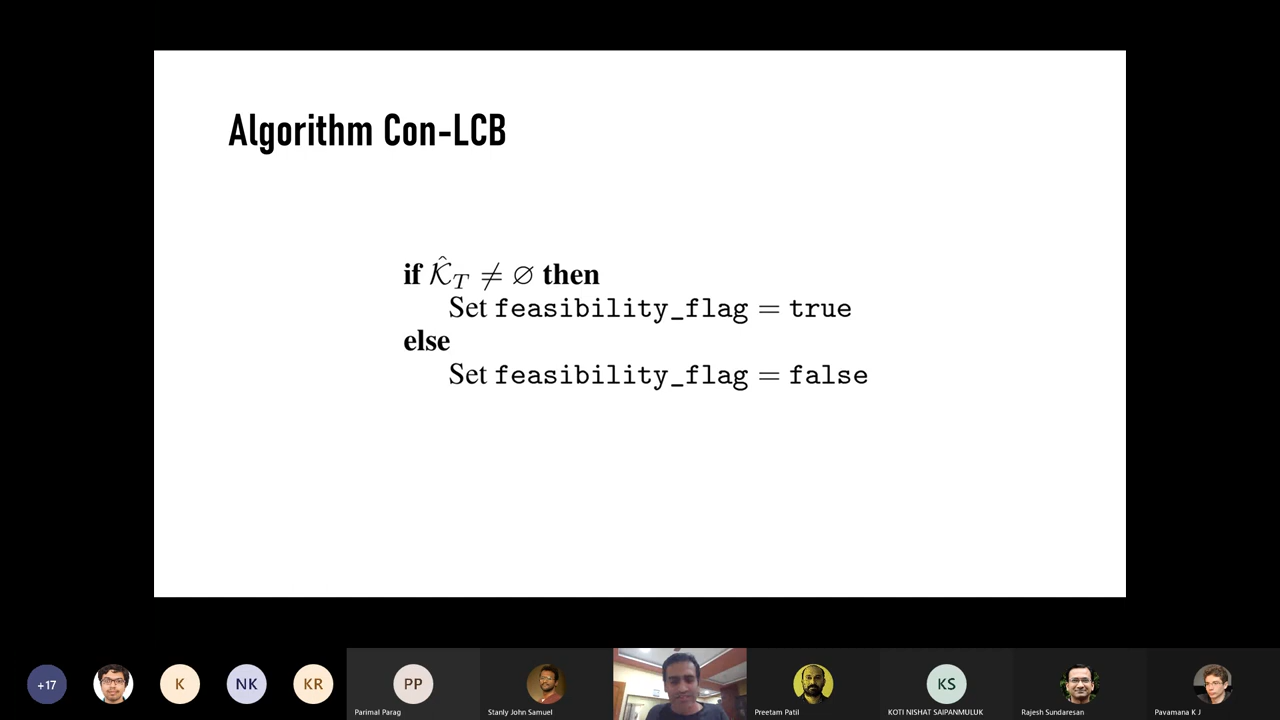 Algorithm Con-LCB
if $\hat{\mathcal{K}}_T \neq \varnothing$ then
Set feasibility_flag = true
else
Set feasibility_flag = false
+17
K
NK
KR
PP
KS
Parimal Parag
Stanly John Samuel
Preetam Patil
KOTI NISHAT SAIPANMULUK
Rajesh Sundaresan
Pavamana K J